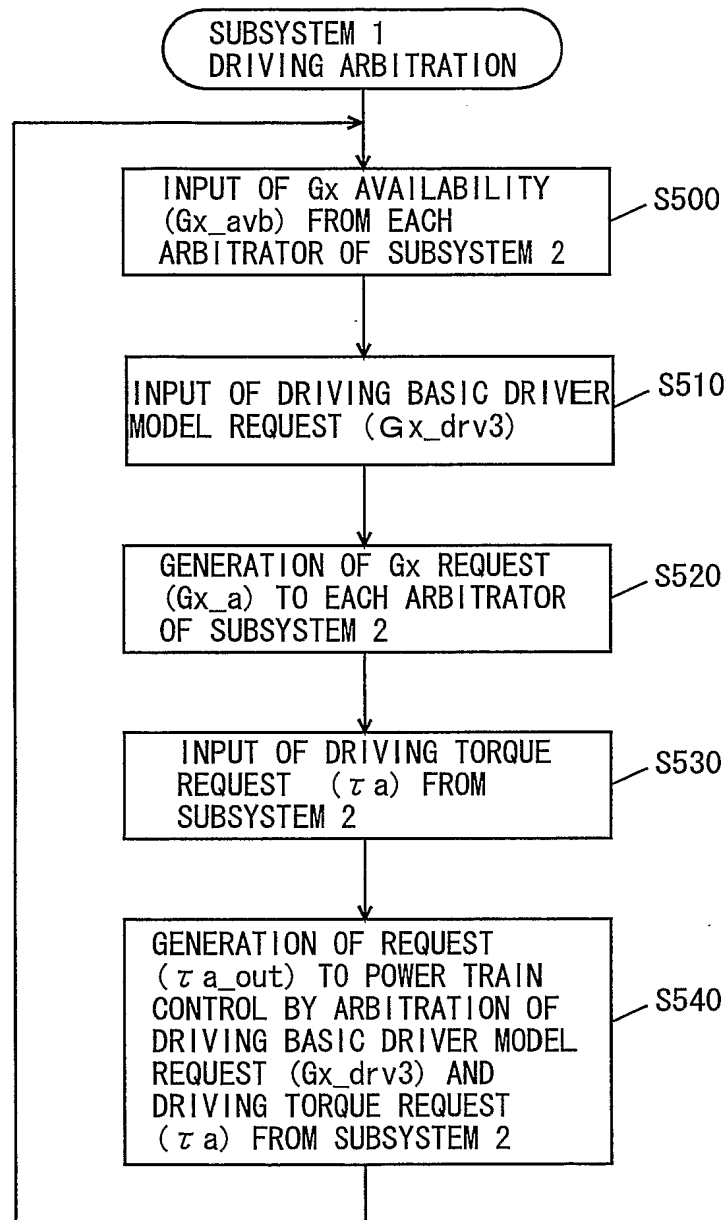 SUBSYSTEM 1
DRIVING ARBITRATION
INPUT OF Gx AVAILABILITY
(Gx_avb) FROM EACH
ARBITRATOR OF SUBSYSTEM 2
S500
INPUT OF DRIVING BASIC DRIVER
MODEL REQUEST (Gx_drv3)
S510
GENERATION OF Gx REQUEST
(Gx_a) TO EACH ARBITRATOR
OF SUBSYSTEM 2
S520
INPUT OF DRIVING TORQUE
REQUEST (τa) FROM
SUBSYSTEM 2
S530
GENERATION OF REQUEST
(τa_out) TO POWER TRAIN
CONTROL BY ARBITRATION OF
DRIVING BASIC DRIVER MODEL
REQUEST (Gx_drv3) AND
DRIVING TORQUE REQUEST
(τa) FROM SUBSYSTEM 2
S540